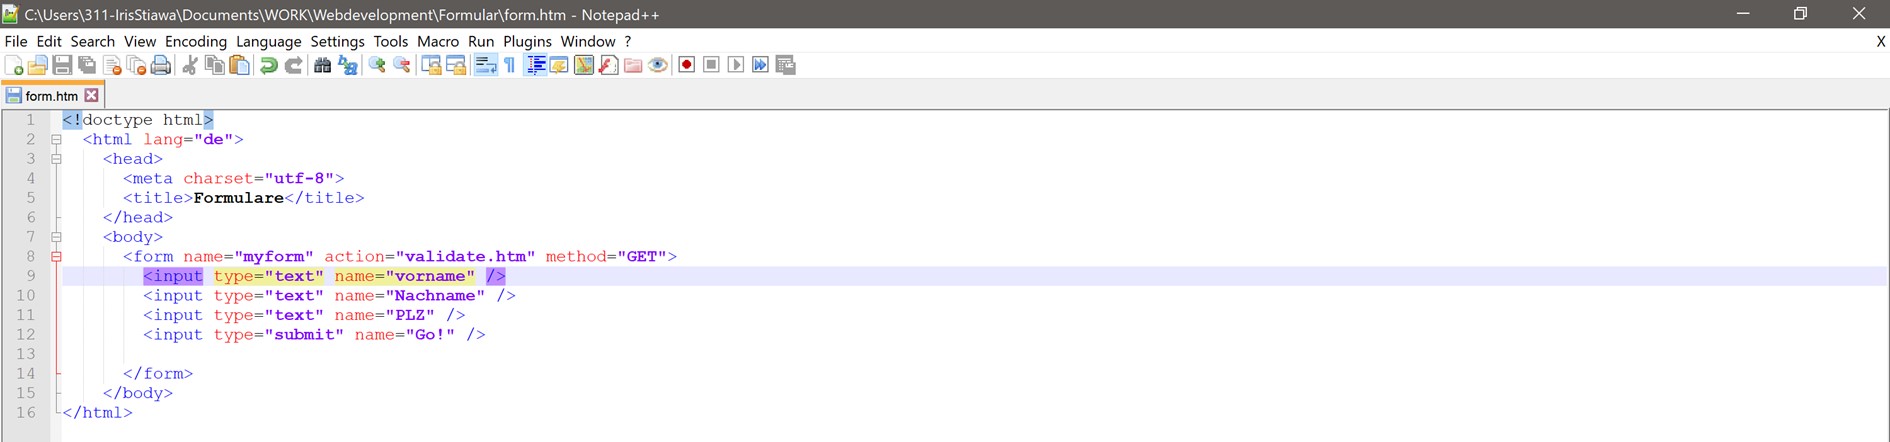 C:\Users\311-IrisStiawa\Documents\WORK\Webdevelopment\Formular\form.htm - Notepad++
File Edit Search View Encoding Language Settings Tools Macro Run Plugins Window ? X
form.htm
1 <!doctype html>
2 <html lang="de">
3 <head>
4 <meta charset="utf-8">
5 <title>Formulare</title>
6 </head>
7 <body>
8 <form name="myform" action="validate.htm" method="GET">
9 <input type="text" name="vorname" />
10 <input type="text" name="Nachname" />
11 <input type="text" name="PLZ" />
12 <input type="submit" name="Go!" />
13
14 </form>
15 </body>
16 </html>